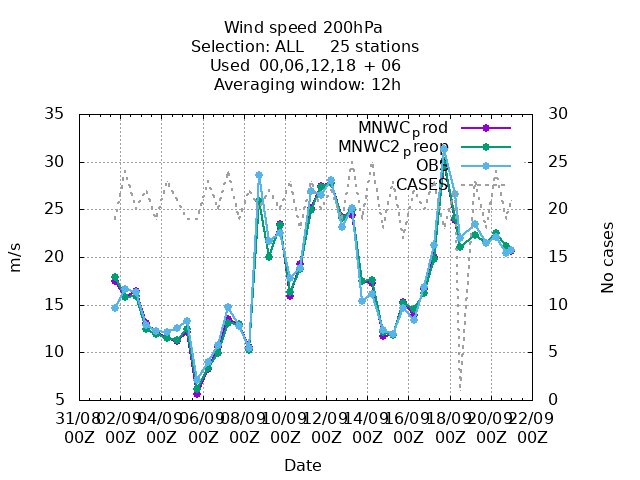 Wind speed 200hPa
Selection: ALL 25 stations
Used 00,06,12,18 + 06
Averaging window: 12h
35 30
MNWC_prod
30 25
MNWC2_preop
OBS
CASES
25 20
20 15
15 10
10 5
5 0
m/s
No cases
31/08 02/09 04/09 06/09 08/09 10/09 12/09 14/09 16/09 18/09 20/09 22/09
00Z 00Z 00Z 00Z 00Z 00Z 00Z 00Z 00Z 00Z 00Z 00Z
Date